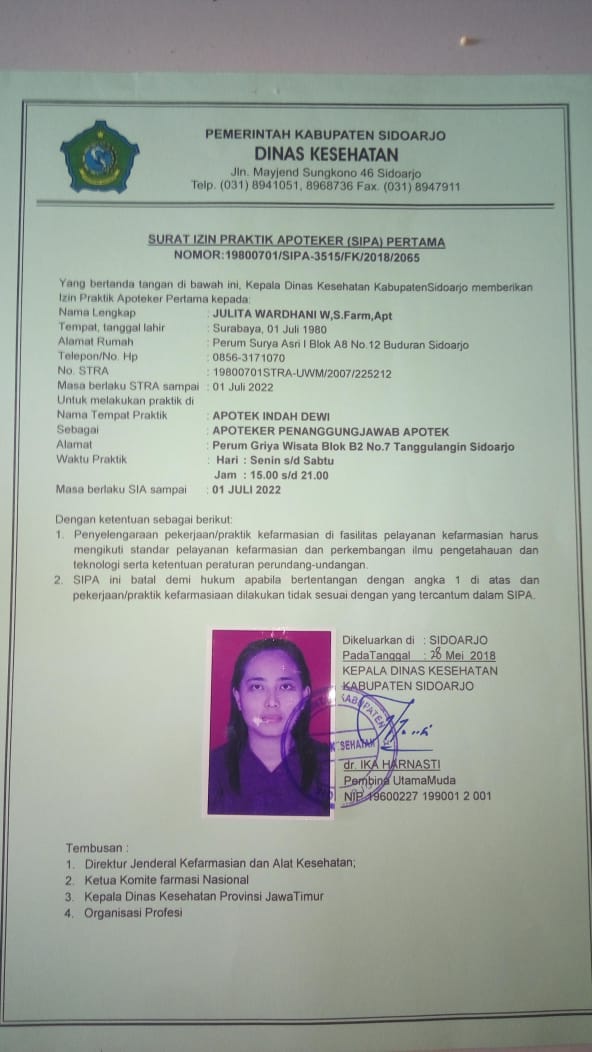 PEMERINTAH KABUPATEN SIDOARJO
DINAS KESEHATAN
Jln. Mayjend Sungkono 46 Sidoarjo
Telp. (031) 8941051, 8968736 Fax. (031) 8947911
SURAT IZIN PRAKTIK APOTEKER (SIPA) PERTAMA
NOMOR:19800701/SIPA-3515/FK/2018/2065
Yang bertanda tangan di bawah ini, Kepala Dinas Kesehatan KabupatenSidoarjo memberikan
Izin Praktik Apoteker Pertama kepada:
Nama Lengkap : JULITA WARDHANI W,S.Farm,Apt
Tempat, tanggal lahir : Surabaya, 01 Juli 1980
Alamat Rumah : Perum Surya Asri I Blok A8 No.12 Buduran Sidoarjo
Telepon/No. Hp : 0856-3171070
No. STRA : 19800701STRA-UWM/2007/225212
Masa berlaku STRA sampai : 01 Juli 2022
Untuk melakukan praktik di
Nama Tempat Praktik : APOTEK INDAH DEWI
Sebagai : APOTEKER PENANGGUNGJAWAB APOTEK
Alamat : Perum Griya Wisata Blok B2 No.7 Tanggulangin Sidoarjo
Waktu Praktik : Hari : Senin s/d Sabtu
Jam : 15.00 s/d 21.00
Masa berlaku SIA sampai : 01 JULI 2022
Dengan ketentuan sebagai berikut:
1. Penyelengaraan pekerjaan/praktik kefarmasian di fasilitas pelayanan kefarmasian harus
mengikuti standar pelayanan kefarmasian dan perkembangan ilmu pengetahauan dan
teknologi serta ketentuan peraturan perundang-undangan.
2. SIPA ini batal demi hukum apabila bertentangan dengan angka 1 di atas dan
pekerjaan/praktik kefarmasiaan dilakukan tidak sesuai dengan yang tercantum dalam SIPA.
Dikeluarkan di : SIDOARJO
PadaTanggal : 28 Mei 2018
KEPALA DINAS KESEHATAN
KABUPATEN SIDOARJO
KABUPATEN
SEHATAN
dr. IKA HARNASTI
Pembina UtamaMuda
NIP 19600227 199001 2 001
Tembusan :
1. Direktur Jenderal Kefarmasian dan Alat Kesehatan;
2. Ketua Komite farmasi Nasional
3. Kepala Dinas Kesehatan Provinsi JawaTimur
4. Organisasi Profesi